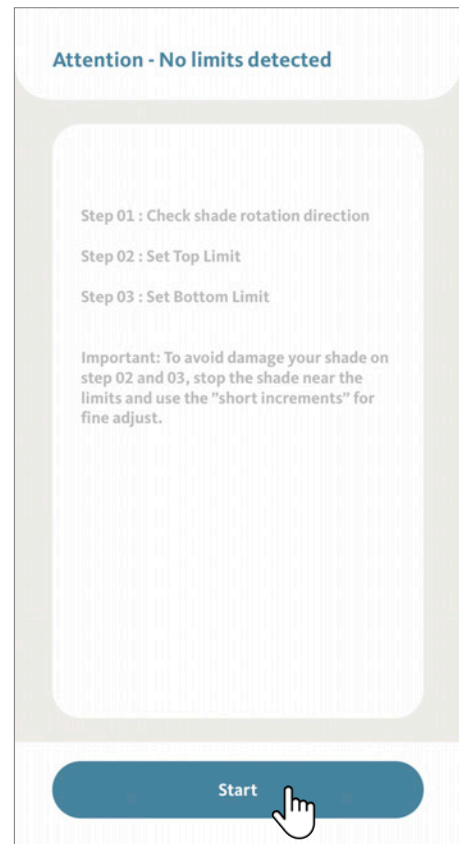 Attention - No limits detected
Step 01 : Check shade rotation direction
Step 02 : Set Top Limit
Step 03 : Set Bottom Limit
Important: To avoid damage your shade on
step 02 and 03, stop the shade near the
limits and use the "short increments" for
fine adjust.
Start